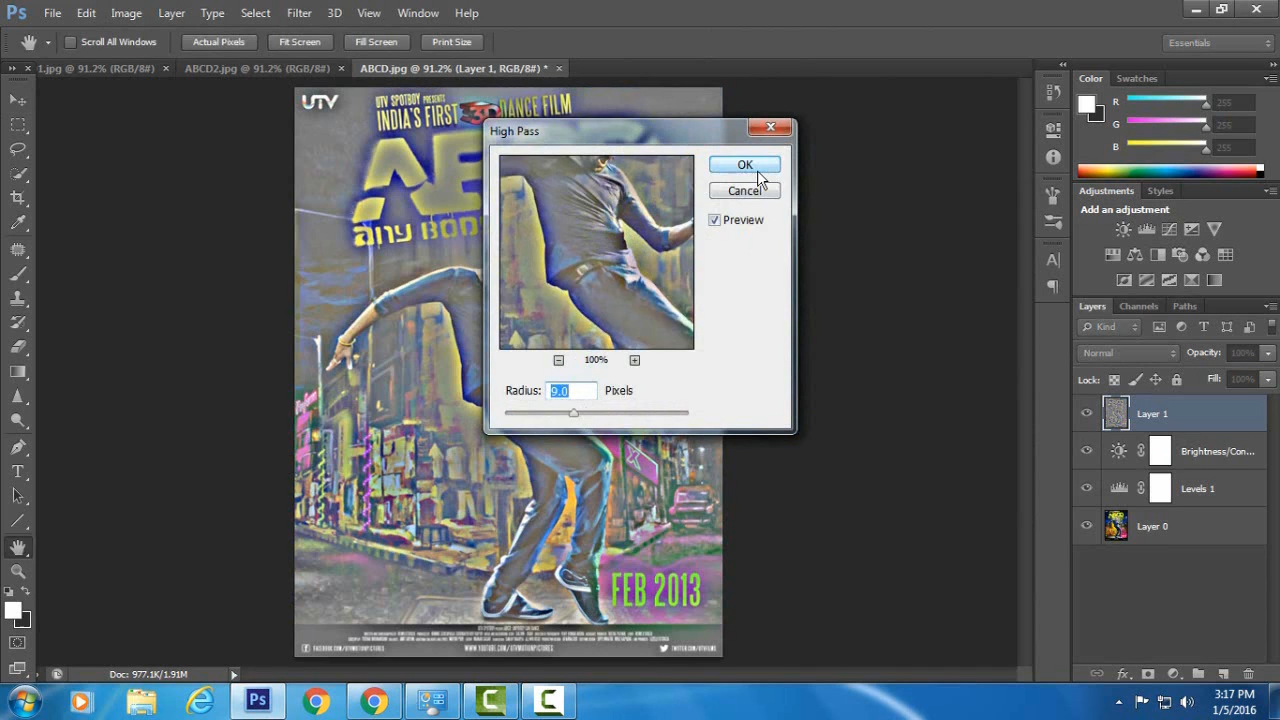 Ps File Edit Image Layer Type Select Filter 3D View Window Help
Scroll All Windows Actual Pixels Fit Screen Fill Screen Print Size Essentials
1.jpg @ 91.2% (RGB/8#) × ABCD2.jpg @ 91.2% (RGB/8#) × ABCD.jpg @ 91.2% (Layer 1, RGB/8#) * ×
UTV
UTV SPOTBOY PRESENTS
INDIA'S FIRST 3D DANCE FILM
any BOD
FEB 2013
High Pass
OK
Cancel
Preview
100%
Radius: 9.0 Pixels
Color Swatches
R 255
G 255
B 255
Adjustments Styles
Add an adjustment
Layers Channels Paths
Kind
Normal Opacity: 100%
Lock: Fill: 100%
Layer 1
Brightness/Con...
Levels 1
Layer 0
FACEBOOK.COM/UTVMOTIONPICTURES WWW.YOUTUBE.COM/UTVMOTIONPICTURES TWITTER.COM/UTVFILMS
Doc: 977.1K/1.91M
3:17 PM
1/5/2016